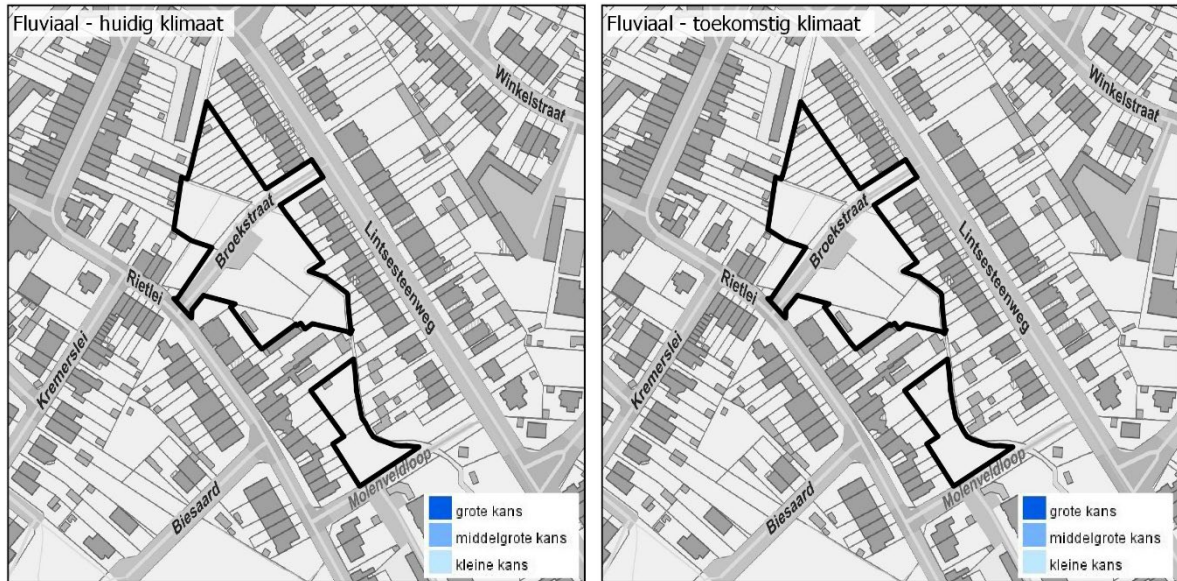 Fluviaal - huidig klimaat
Winkelstraat
Broekstraat
Lintsesteenweg
Rietlei
Kremerslei
Biesaard
Molenveldloop
grote kans
middelgrote kans
kleine kans
Fluviaal - toekomstig klimaat
Winkelstraat
Broekstraat
Lintsesteenweg
Rietlei
Kremerslei
Biesaard
Molenveldloop
grote kans
middelgrote kans
kleine kans